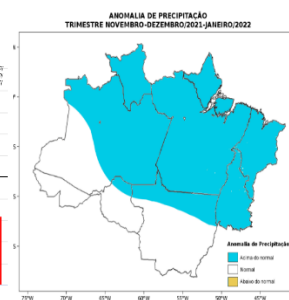 ANOMALIA DE PRECIPITAÇÃO
TRIMESTRE NOVEMBRO-DEZEMBRO/2021-JANEIRO/2022
Anomalia de Precipitação
Acima do normal
Normal
Abaixo do normal
75°W 70°W 65°W 60°W 55°W 50°W 45°W